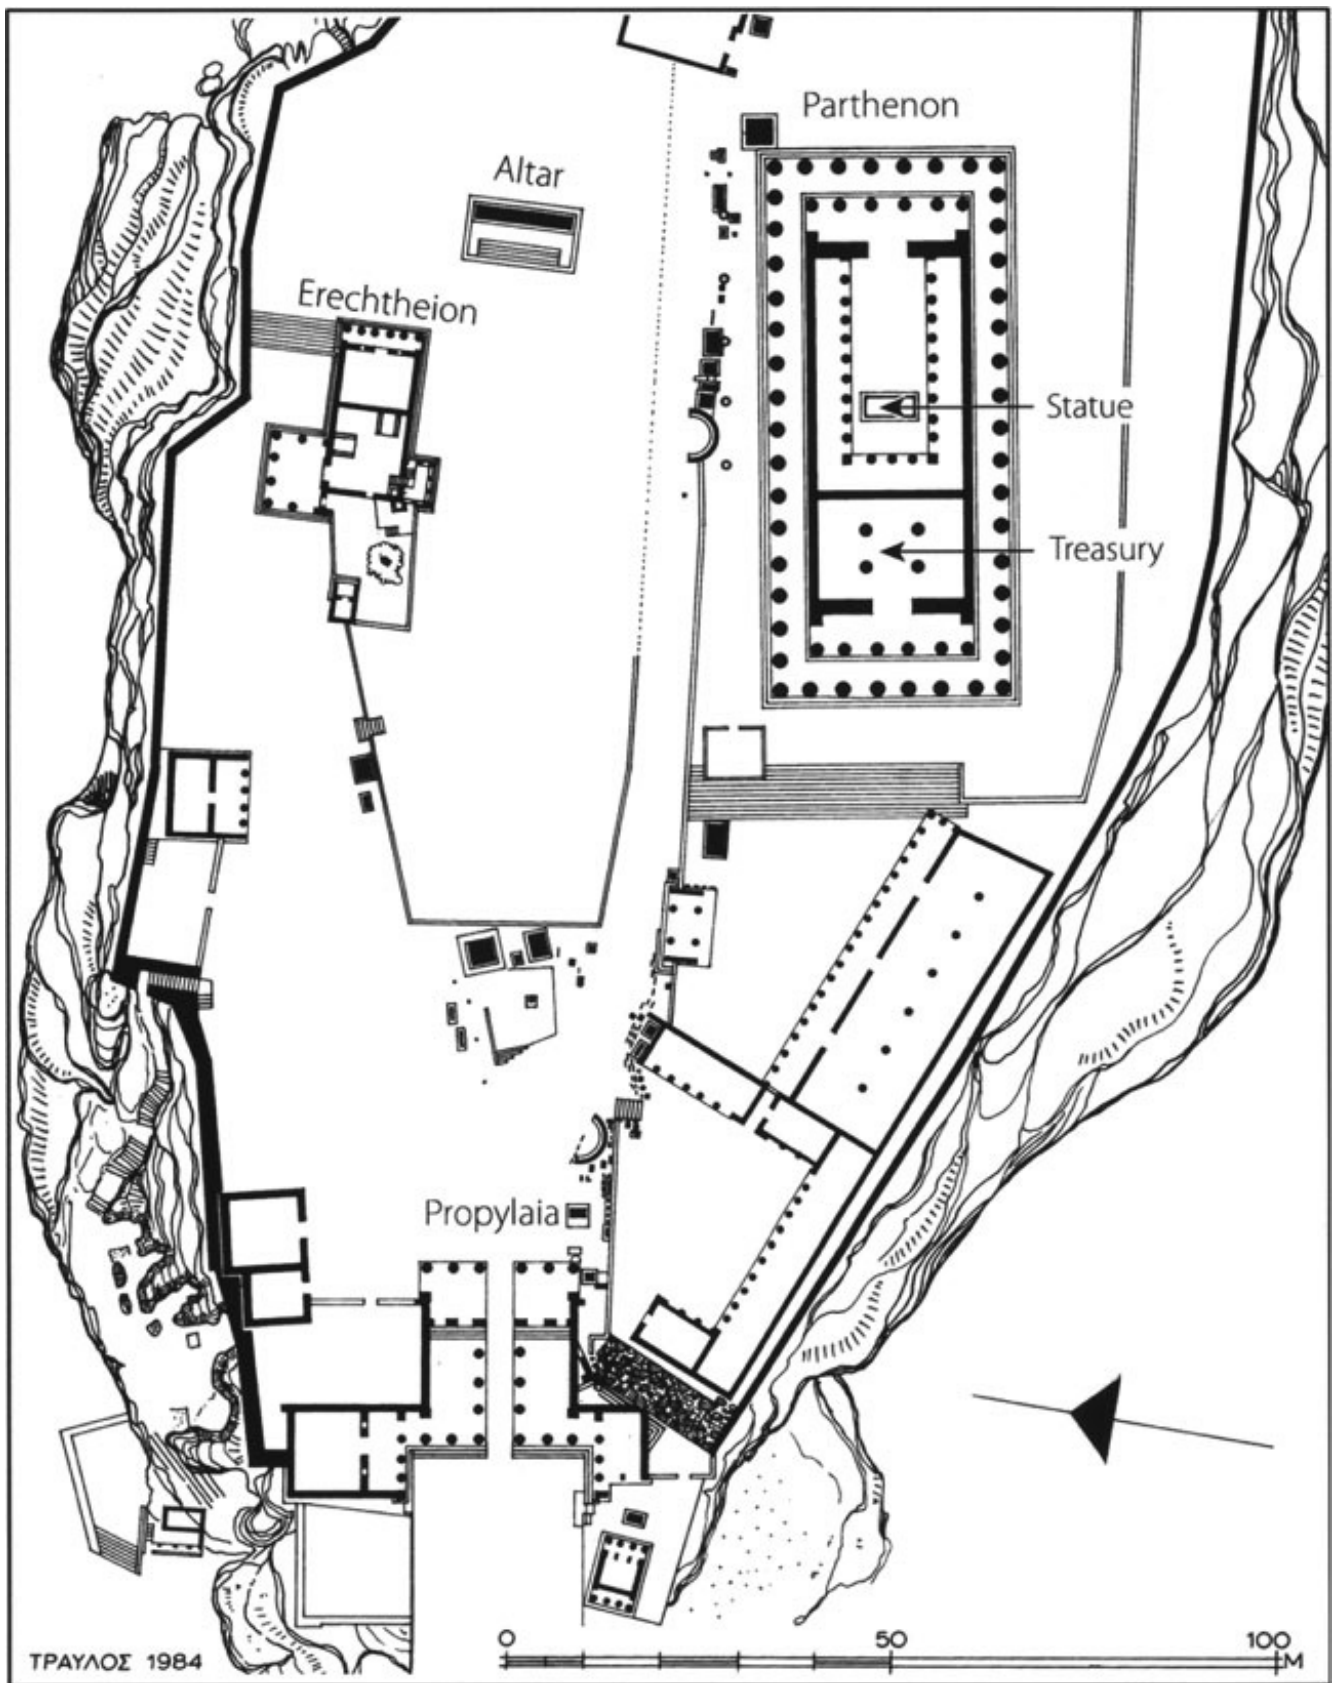 Parthenon
Altar
Erechtheion
Statue
Treasury
Propylaia
0 50 100
M
ΤΡΑΥΛΟΣ 1984